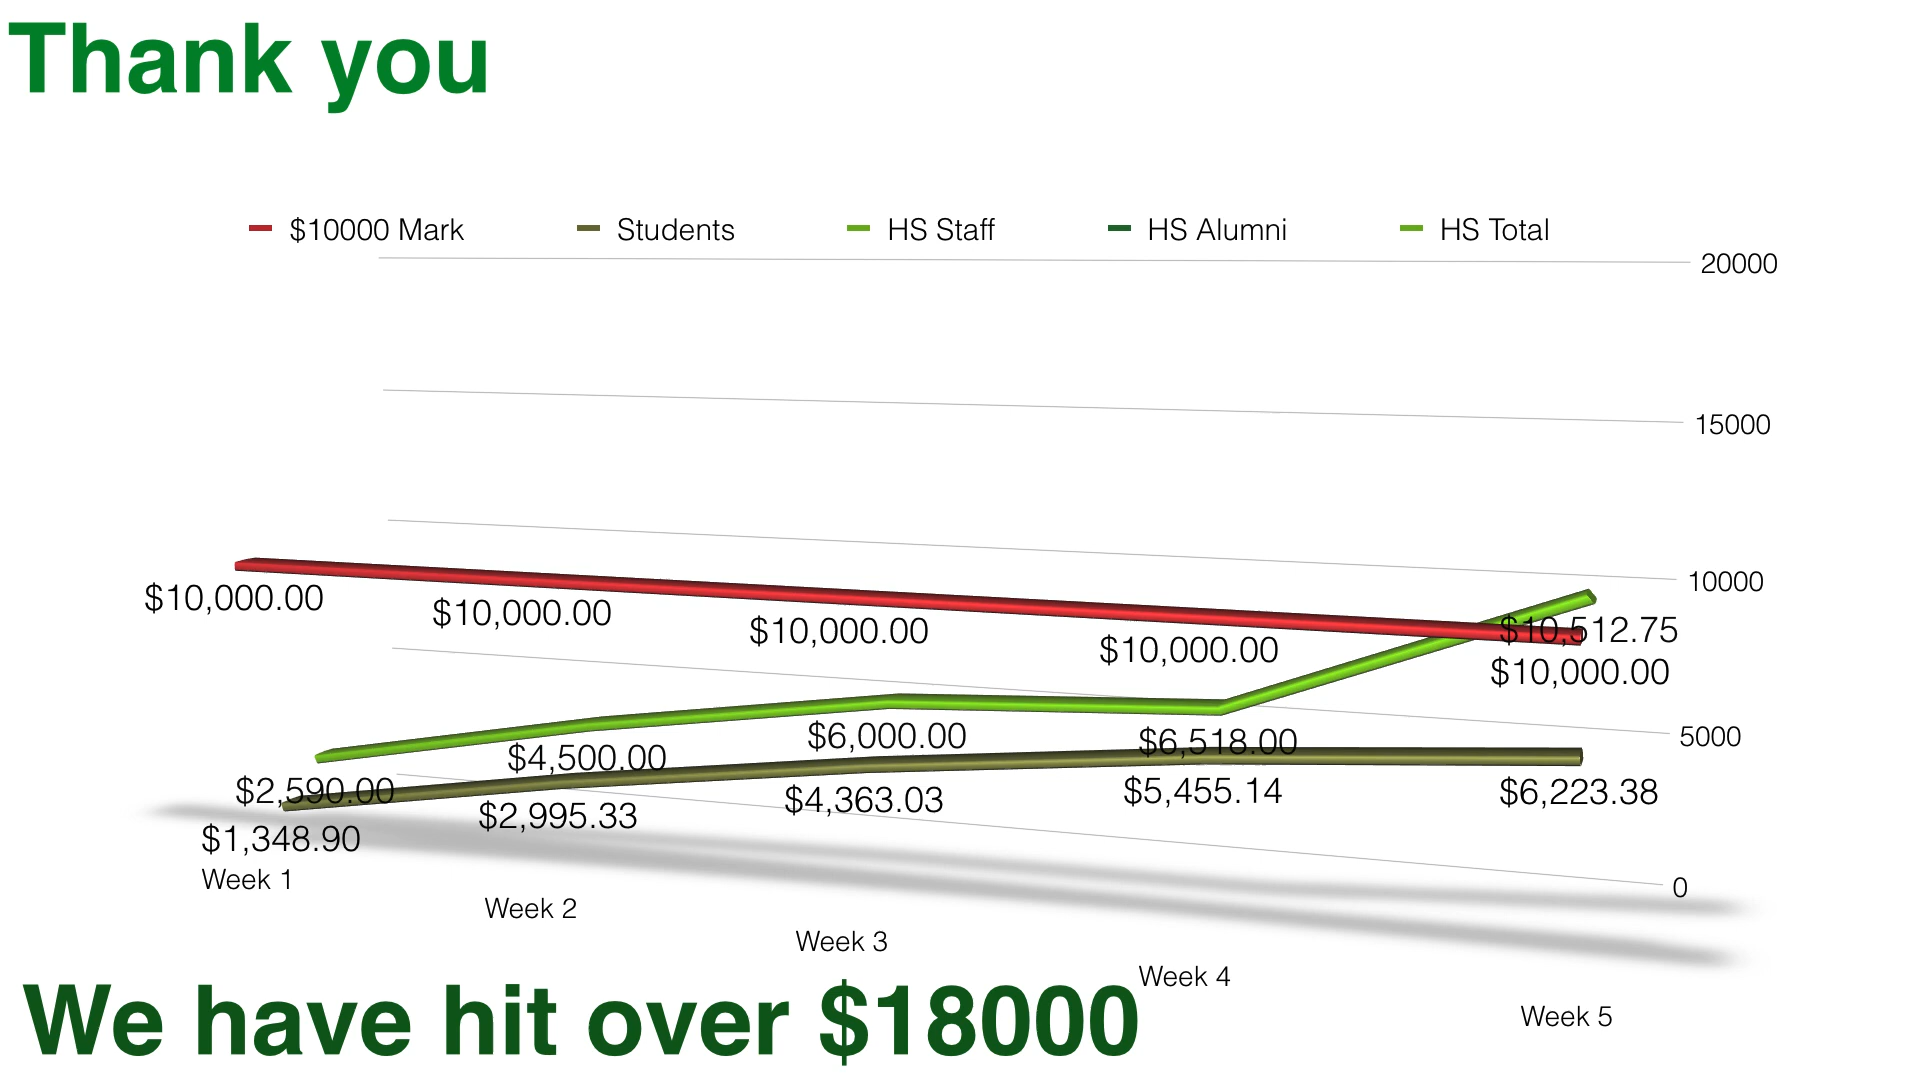 Thank you
$10000 Mark Students HS Staff HS Alumni HS Total
20000
15000
10000
5000
0
$10,000.00 $10,000.00 $10,000.00 $10,000.00 $10,000.00
$2,590.00 $4,500.00 $6,000.00 $6,518.00 $10,512.75
$1,348.90 $2,995.33 $4,363.03 $5,455.14 $6,223.38
Week 1 Week 2 Week 3 Week 4 Week 5
We have hit over $18000